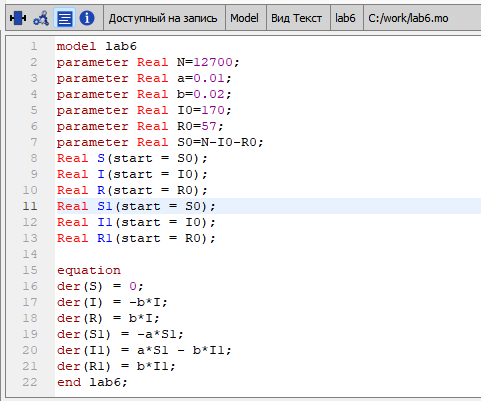 Доступный на запись Model Вид Текст lab6 C:/work/lab6.mo
1 model lab6
2 parameter Real N=12700;
3 parameter Real a=0.01;
4 parameter Real b=0.02;
5 parameter Real I0=170;
6 parameter Real R0=57;
7 parameter Real S0=N-I0-R0;
8 Real S(start = S0);
9 Real I(start = I0);
10 Real R(start = R0);
11 Real S1(start = S0);
12 Real I1(start = I0);
13 Real R1(start = R0);
14
15 equation
16 der(S) = 0;
17 der(I) = -b*I;
18 der(R) = b*I;
19 der(S1) = -a*S1;
20 der(I1) = a*S1 - b*I1;
21 der(R1) = b*I1;
22 end lab6;